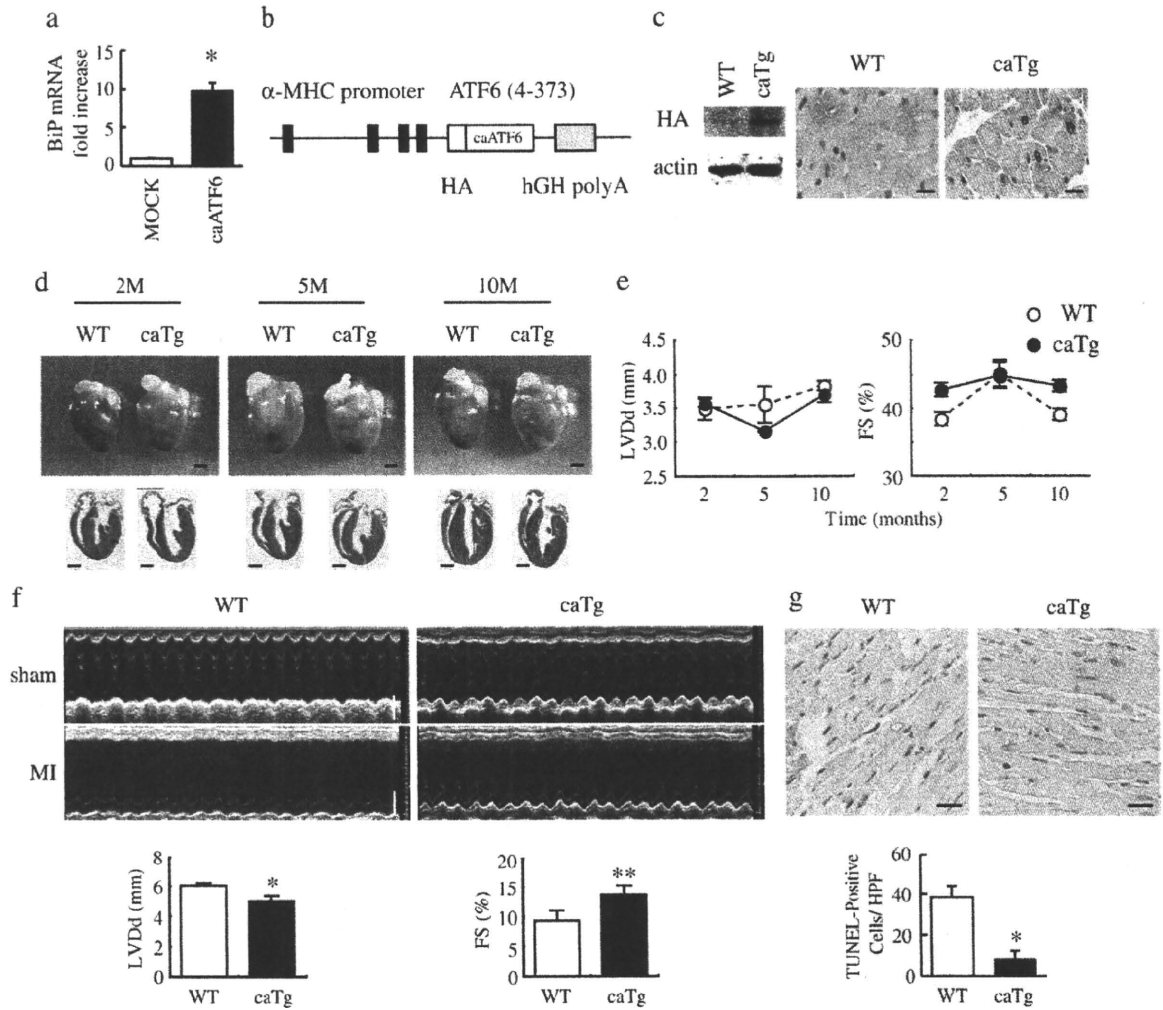 a
BiP mRNA
fold increase
15
10
5
0
*
MOCK
caATF6
b
α-MHC promoter ATF6 (4-373)
caATF6
HA hGH polyA
c
WT caTg
HA
actin
WT caTg
d
2M 5M 10M
WT caTg WT caTg WT caTg
e
WT
caTg
LVDd (mm)
4.5
4.0
3.5
3.0
2.5
2 5 10
FS (%)
50
40
30
2 5 10
Time (months)
f
WT caTg
sham
MI
LVDd (mm)
8
6
4
2
0
*
WT caTg
FS (%)
20
15
10
5
0
**
WT caTg
g
WT caTg
TUNEL-Positive
Cells/ HPF
60
40
20
0
*
WT caTg